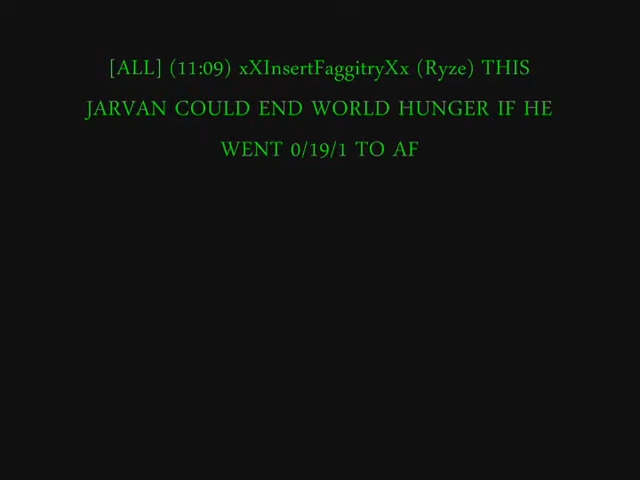 [ALL] (11:09) xXInsertFaggitryXx (Ryze) THIS
JARVAN COULD END WORLD HUNGER IF HE
WENT 0/19/1 TO AF